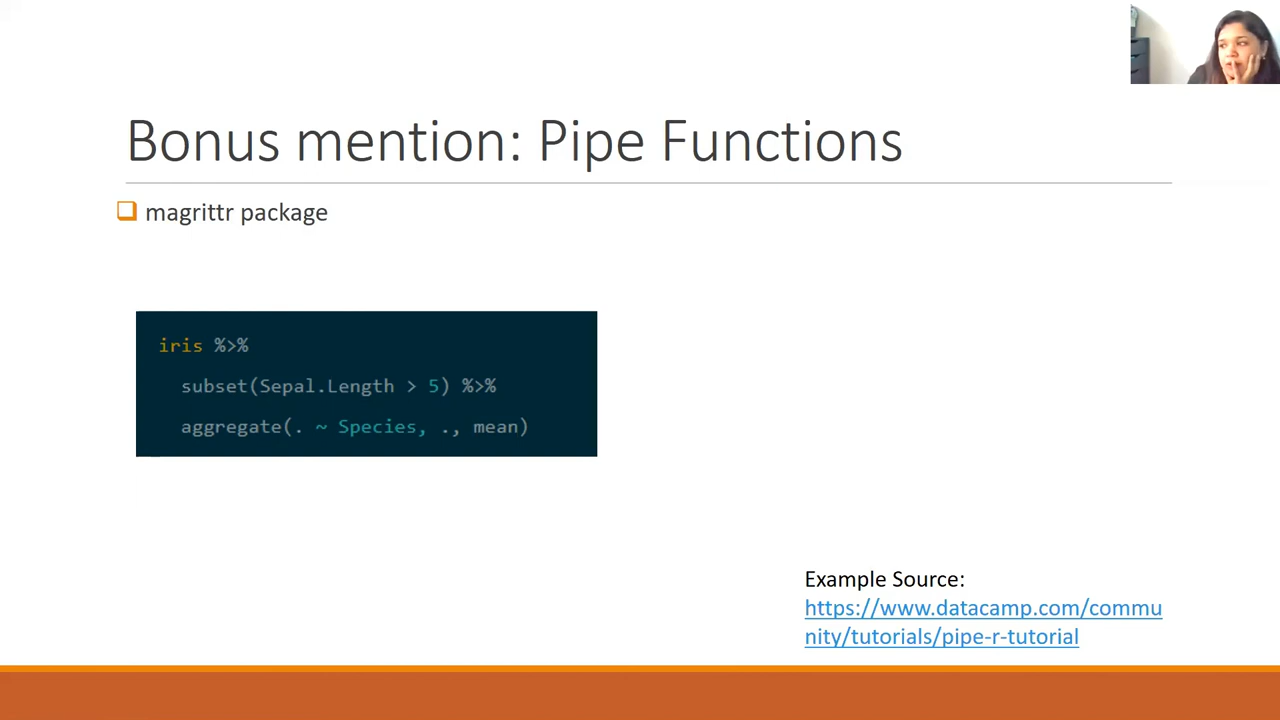 Bonus mention: Pipe Functions
magrittr package
iris %>%
subset(Sepal.Length > 5) %>%
aggregate(. ~ Species, ., mean)
Example Source:
https://www.datacamp.com/commu
nity/tutorials/pipe-r-tutorial